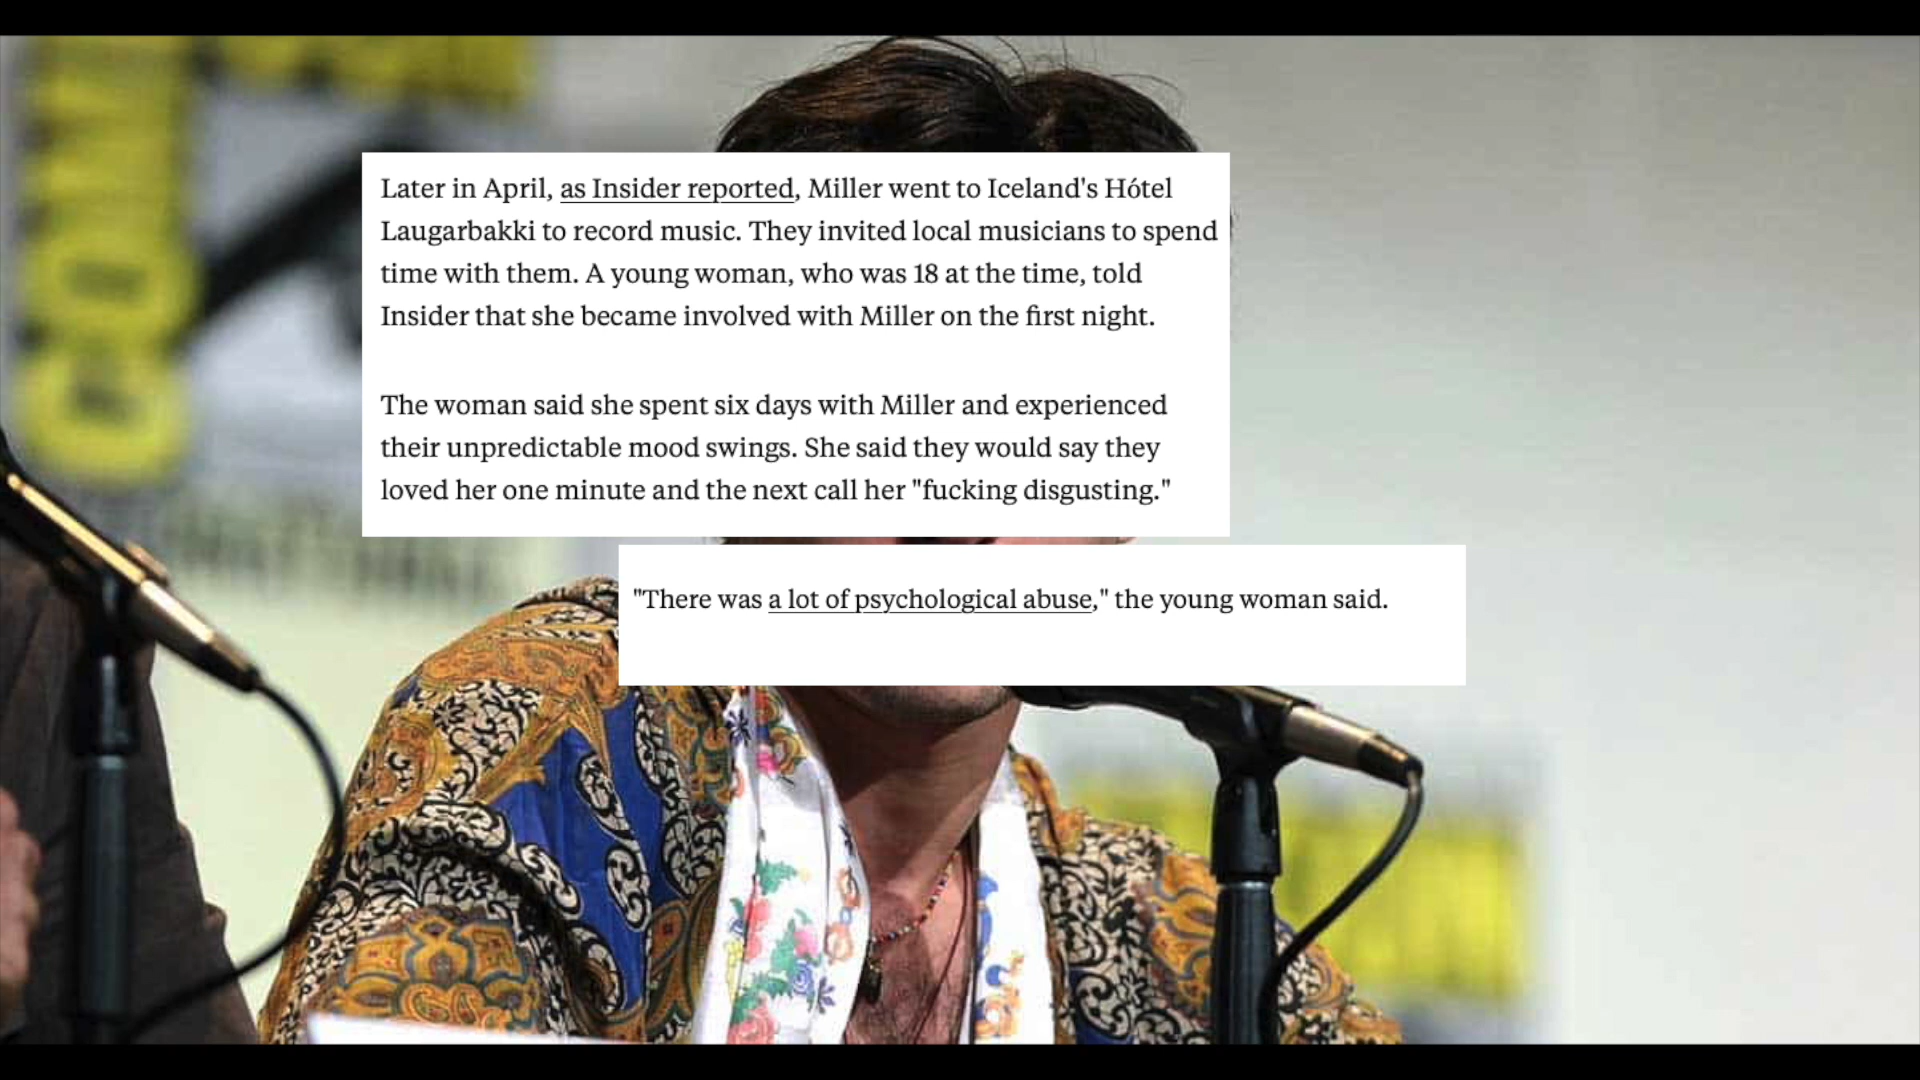 Later in April, as Insider reported, Miller went to Iceland's Hótel
Laugarbakki to record music. They invited local musicians to spend
time with them. A young woman, who was 18 at the time, told
Insider that she became involved with Miller on the first night.
The woman said she spent six days with Miller and experienced
their unpredictable mood swings. She said they would say they
loved her one minute and the next call her "fucking disgusting."
"There was a lot of psychological abuse," the young woman said.